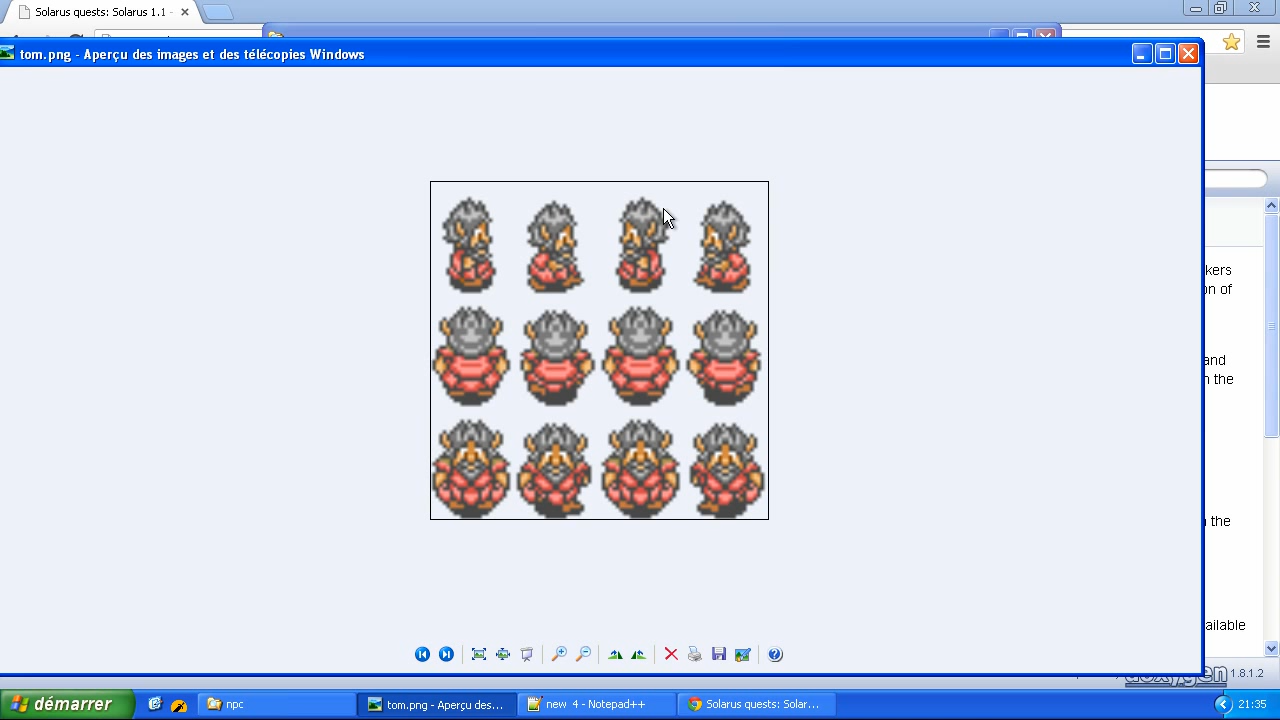 Solarus quests: Solarus 1.1 -
tom.png - Aperçu des images et des télécopies Windows
kers
on of
and
n the
n the
ailable
doxygen 1.8.1.2
démarrer
npc
tom.png - Aperçu des...
new 4 - Notepad++
Solarus quests: Solar...
21:35